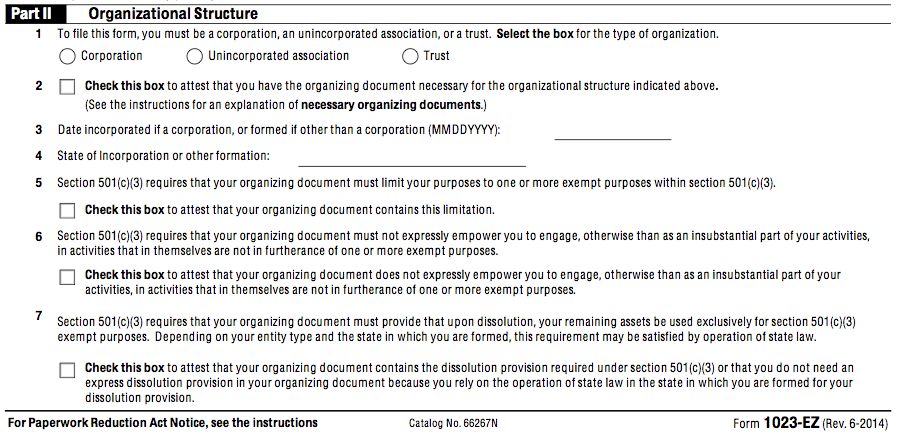 Part II Organizational Structure
1 To file this form, you must be a corporation, an unincorporated association, or a trust. Select the box for the type of organization.
Corporation Unincorporated association Trust
2 Check this box to attest that you have the organizing document necessary for the organizational structure indicated above.
(See the instructions for an explanation of necessary organizing documents.)
3 Date incorporated if a corporation, or formed if other than a corporation (MMDDYYYY):
4 State of Incorporation or other formation:
5 Section 501(c)(3) requires that your organizing document must limit your purposes to one or more exempt purposes within section 501(c)(3).
Check this box to attest that your organizing document contains this limitation.
6 Section 501(c)(3) requires that your organizing document must not expressly empower you to engage, otherwise than as an insubstantial part of your activities,
in activities that in themselves are not in furtherance of one or more exempt purposes.
Check this box to attest that your organizing document does not expressly empower you to engage, otherwise than as an insubstantial part of your
activities, in activities that in themselves are not in furtherance of one or more exempt purposes.
7 Section 501(c)(3) requires that your organizing document must provide that upon dissolution, your remaining assets be used exclusively for section 501(c)(3)
exempt purposes. Depending on your entity type and the state in which you are formed, this requirement may be satisfied by operation of state law.
Check this box to attest that your organizing document contains the dissolution provision required under section 501(c)(3) or that you do not need an
express dissolution provision in your organizing document because you rely on the operation of state law in the state in which you are formed for your
dissolution provision.
For Paperwork Reduction Act Notice, see the instructions Catalog No. 66267N Form 1023-EZ (Rev. 6-2014)